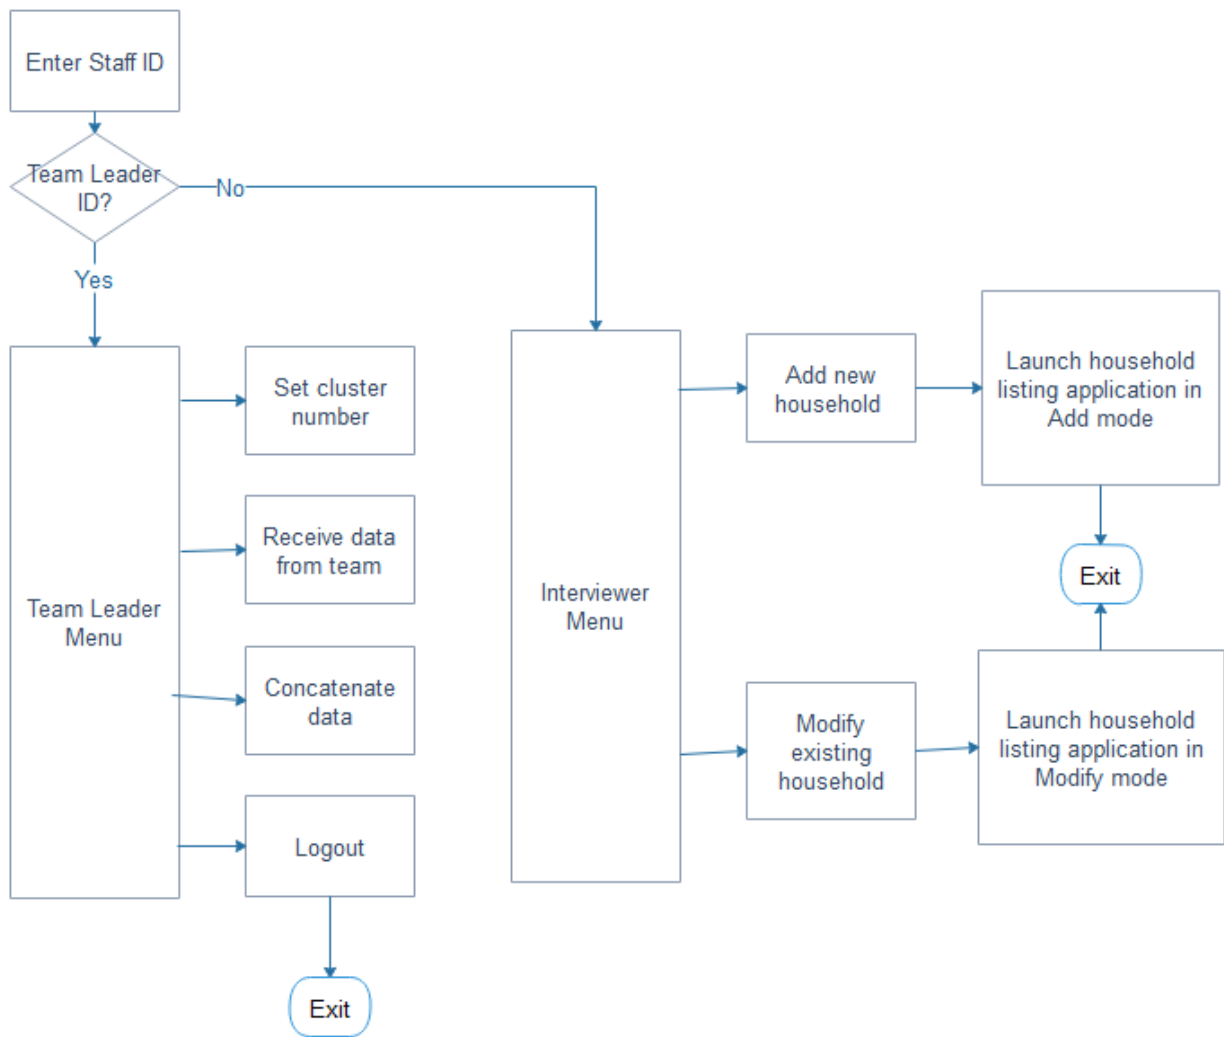 Enter Staff ID
Team Leader
ID?
No
Yes
Team Leader
Menu
Set cluster
number
Receive data
from team
Concatenate
data
Logout
Exit
Interviewer
Menu
Add new
household
Launch household
listing application in
Add mode
Exit
Modify
existing
household
Launch household
listing application in
Modify mode